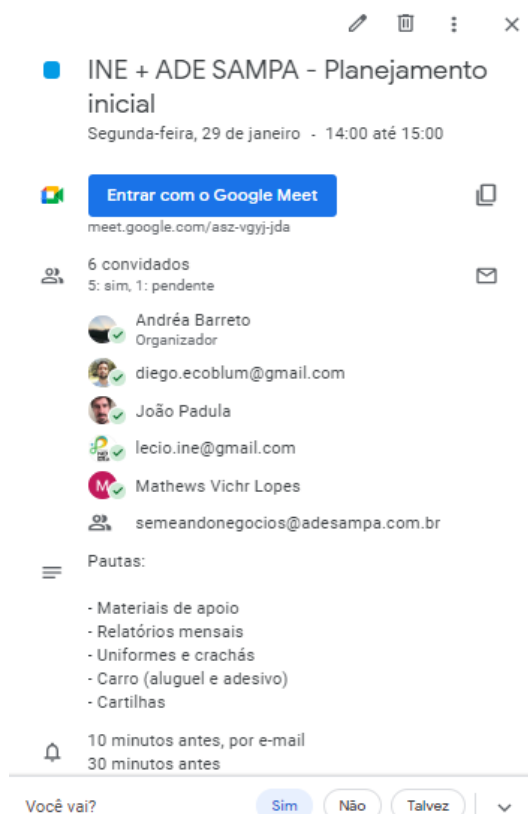 INE + ADE SAMPA - Planejamento
inicial
Segunda-feira, 29 de janeiro - 14:00 até 15:00
Entrar com o Google Meet
meet.google.com/asz-vgyj-jda
6 convidados
5: sim, 1: pendente
Andréa Barreto
Organizador
diego.ecoblum@gmail.com
João Padula
lecio.ine@gmail.com
M
Mathews Vichr Lopes
semeandonegocios@adesampa.com.br
Pautas:
- Materiais de apoio
- Relatórios mensais
- Uniformes e crachás
- Carro (aluguel e adesivo)
- Cartilhas
10 minutos antes, por e-mail
30 minutos antes
Você vai?
Sim
Não
Talvez